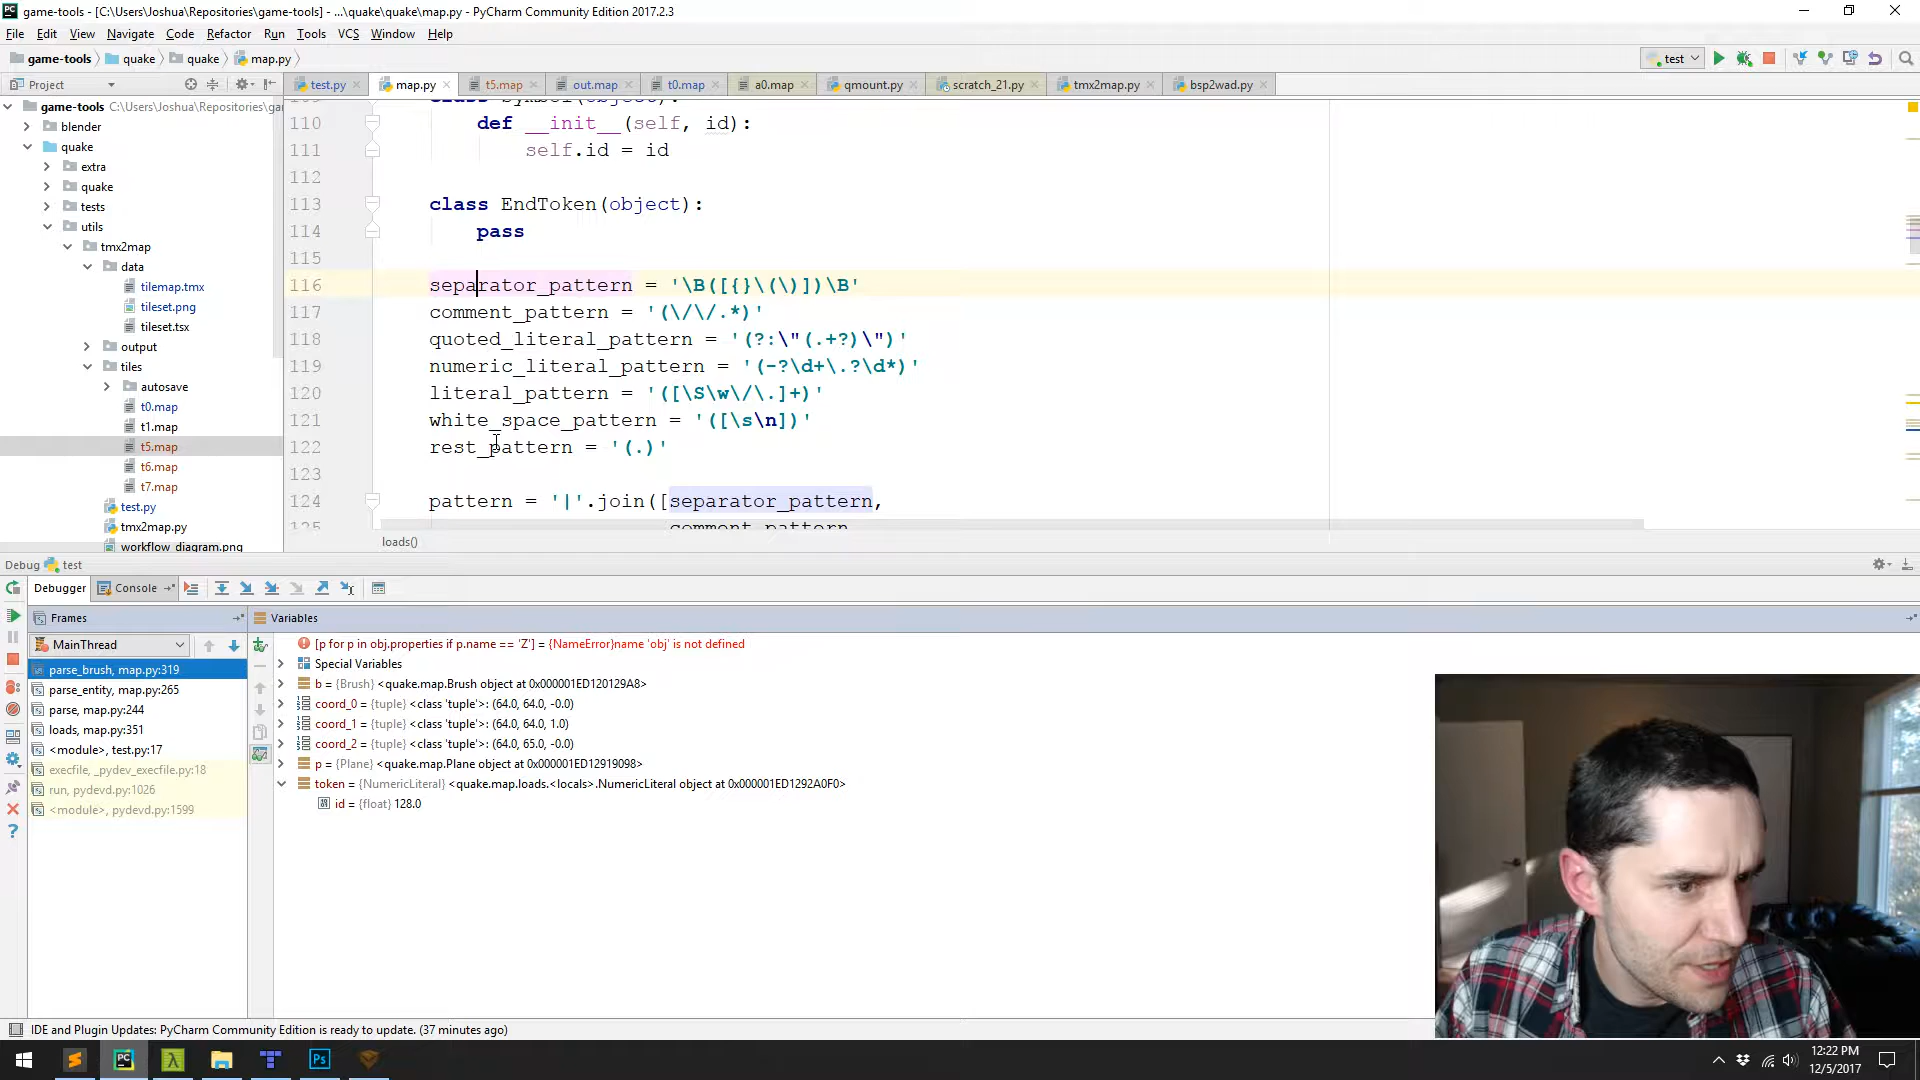 game-tools - [C:\Users\Joshua\Repositories\game-tools] - ...\quake\quake\map.py - PyCharm Community Edition 2017.2.3
File Edit View Navigate Code Refactor Run Tools VCS Window Help
game-tools quake quake map.py test
Project test.py map.py t5.map out.map t0.map a0.map qmount.py scratch_21.py tmx2map.py bsp2wad.py
game-tools C:\Users\Joshua\Repositories\ga
blender
quake
extra
quake
tests
utils
tmx2map
data
tilemap.tmx
tileset.png
tileset.tsx
output
tiles
autosave
t0.map
t1.map
t5.map
t6.map
t7.map
test.py
tmx2map.py
workflow_diagram.png
class Symbol(object):
110 def __init__(self, id):
111 self.id = id
112
113 class EndToken(object):
114 pass
115
116 separator_pattern = '\B([{}\(\)])\B'
117 comment_pattern = '(\/\/.*)'
118 quoted_literal_pattern = '(?:\"(.+?)\")'
119 numeric_literal_pattern = '(-?\d+\.?\d*)'
120 literal_pattern = '([\S\w\/\.]+)'
121 white_space_pattern = '([\s\n])'
122 rest_pattern = '(.)'
123
124 pattern = '|'.join([separator_pattern,
125 comment_pattern
loads()
Debug test
Debugger Console
Frames Variables
MainThread
parse_brush, map.py:319
parse_entity, map.py:265
parse, map.py:244
loads, map.py:351
<module>, test.py:17
execfile, _pydev_execfile.py:18
run, pydevd.py:1026
<module>, pydevd.py:1599
[p for p in obj.properties if p.name == 'Z'] = {NameError}name 'obj' is not defined
Special Variables
b = {Brush} <quake.map.Brush object at 0x000001ED120129A8>
coord_0 = {tuple} <class 'tuple'>: (64.0, 64.0, -0.0)
coord_1 = {tuple} <class 'tuple'>: (64.0, 64.0, 1.0)
coord_2 = {tuple} <class 'tuple'>: (64.0, 65.0, -0.0)
p = {Plane} <quake.map.Plane object at 0x000001ED12919098>
token = {NumericLiteral} <quake.map.loads.<locals>.NumericLiteral object at 0x000001ED1292A0F0>
id = {float} 128.0
IDE and Plugin Updates: PyCharm Community Edition is ready to update. (37 minutes ago)
12:22 PM
12/5/2017